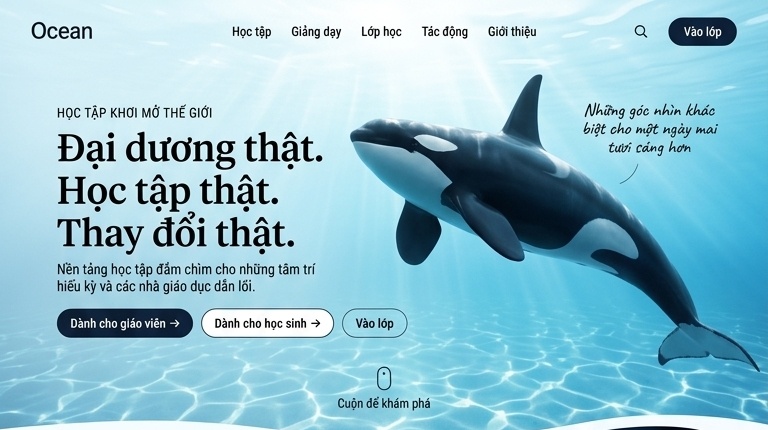 Ocean
Học tập
Giảng dạy
Lớp học
Tác động
Giới thiệu
Vào lớp
HỌC TẬP KHƠI MỞ THẾ GIỚI
Đại dương thật.
Học tập thật.
Thay đổi thật.
Nền tảng học tập đắm chìm cho những tâm trí
hiếu kỳ và các nhà giáo dục dẫn lối.
Dành cho giáo viên →
Dành cho học sinh →
Vào lớp
Những góc nhìn khác
biệt cho một ngày mai
tươi sáng hơn
Cuộn để khám phá